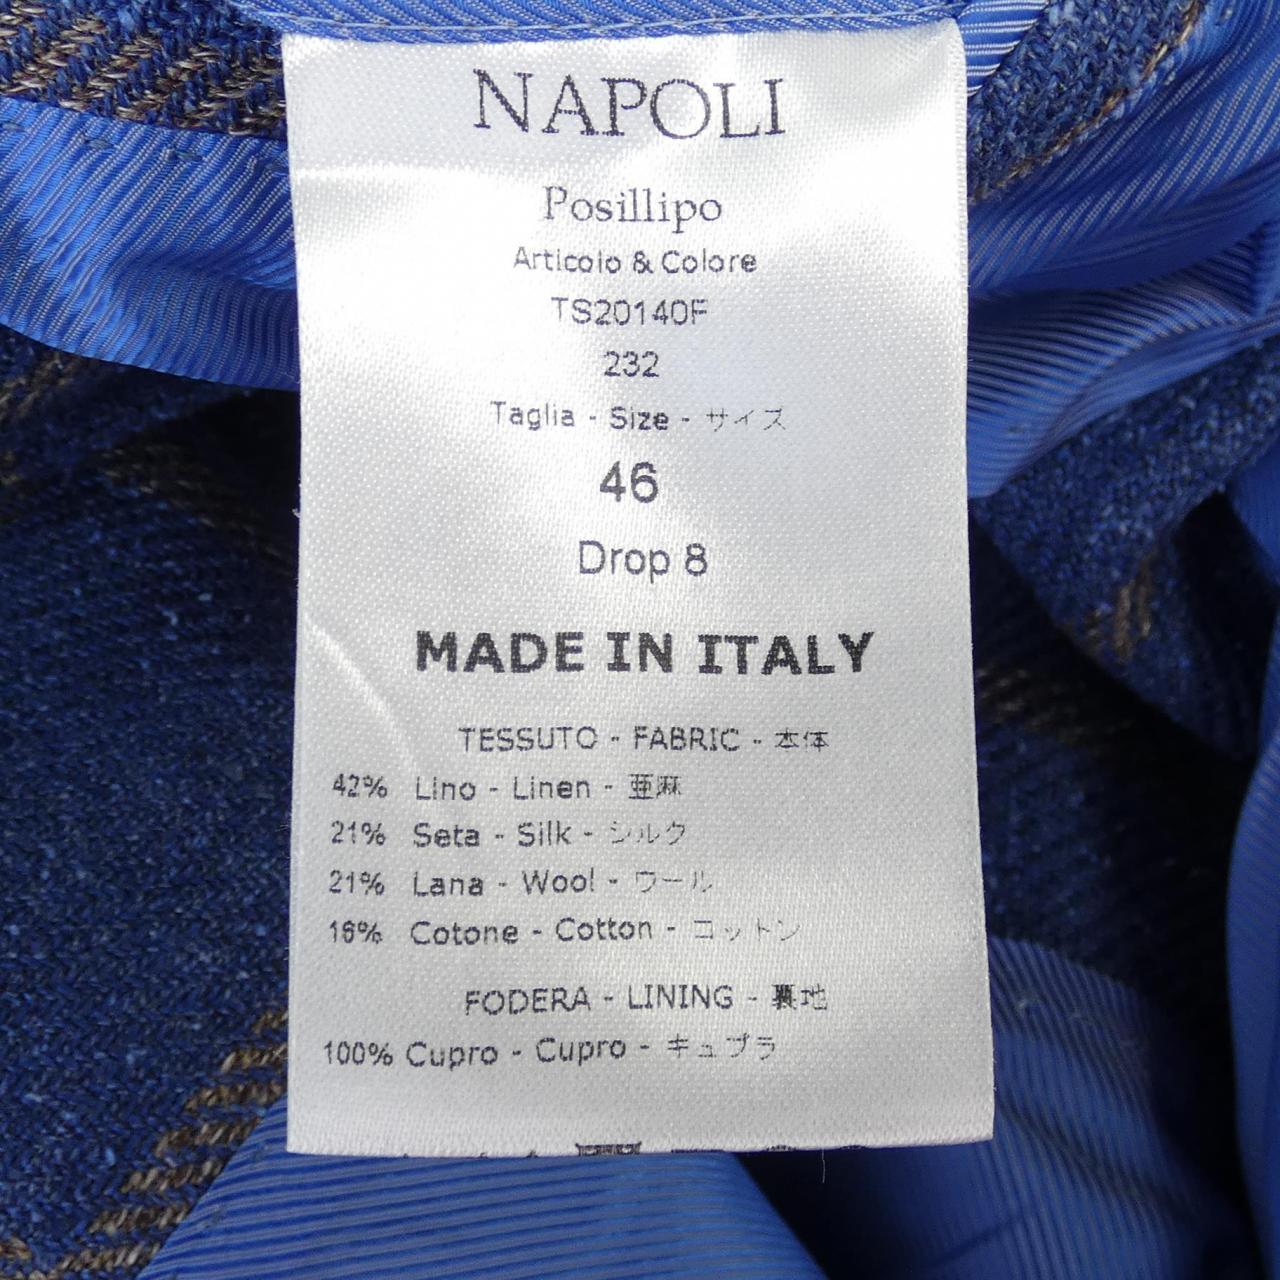 NAPOLI
Posillipo
Articolo & Colore
TS20140F
232
Taglia - Size - サイズ
46
Drop 8
MADE IN ITALY
TESSUTO - FABRIC - 本体
42% Lino - Linen - 亜麻
21% Seta - Silk - シルク
21% Lana - Wool - ウール
16% Cotone - Cotton - コットン
FODERA - LINING - 裏地
100% Cupro - Cupro - キュプラ